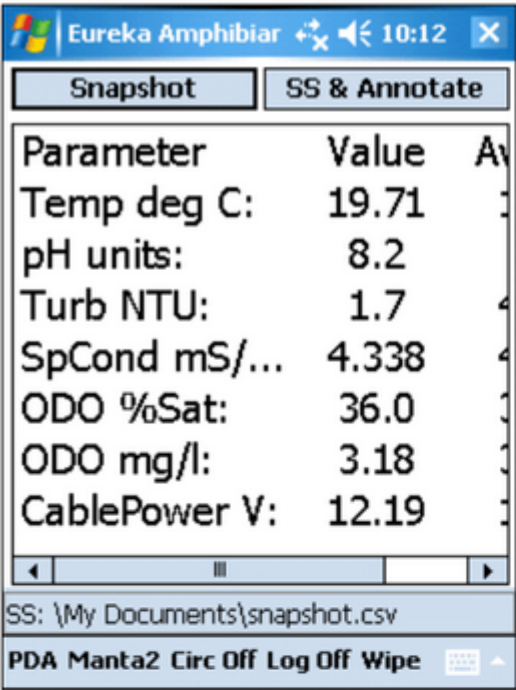 Eureka Amphibiar 10:12
Snapshot SS & Annotate
Parameter Value
Temp deg C: 19.71
pH units: 8.2
Turb NTU: 1.7
SpCond mS/... 4.338
ODO %Sat: 36.0
ODO mg/l: 3.18
CablePower V: 12.19
SS: \My Documents\snapshot.csv
PDA Manta2 Circ Off Log Off Wipe